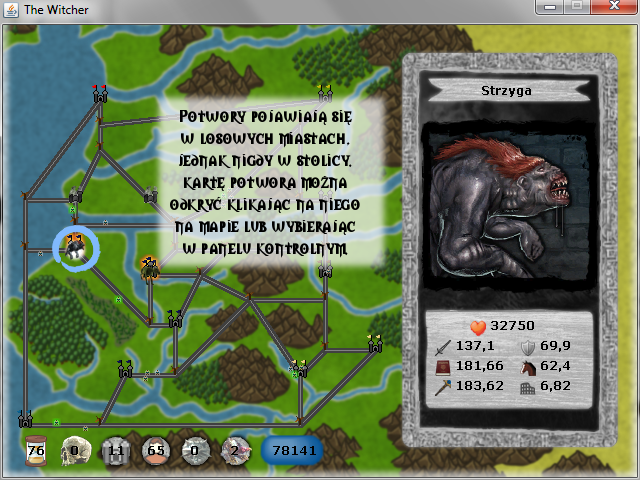 The Witcher
Potwory pojawiają się
w losowych miastach,
jednak nigdy w stolicy.
Kartę potwora można
odkryć klikając na niego
na mapie lub wybierając
w panelu kontrolnym
Strzyga
32750
137,1 69,9
181,66 62,4
183,62 6,82
76 0 11 65 0 2 78141